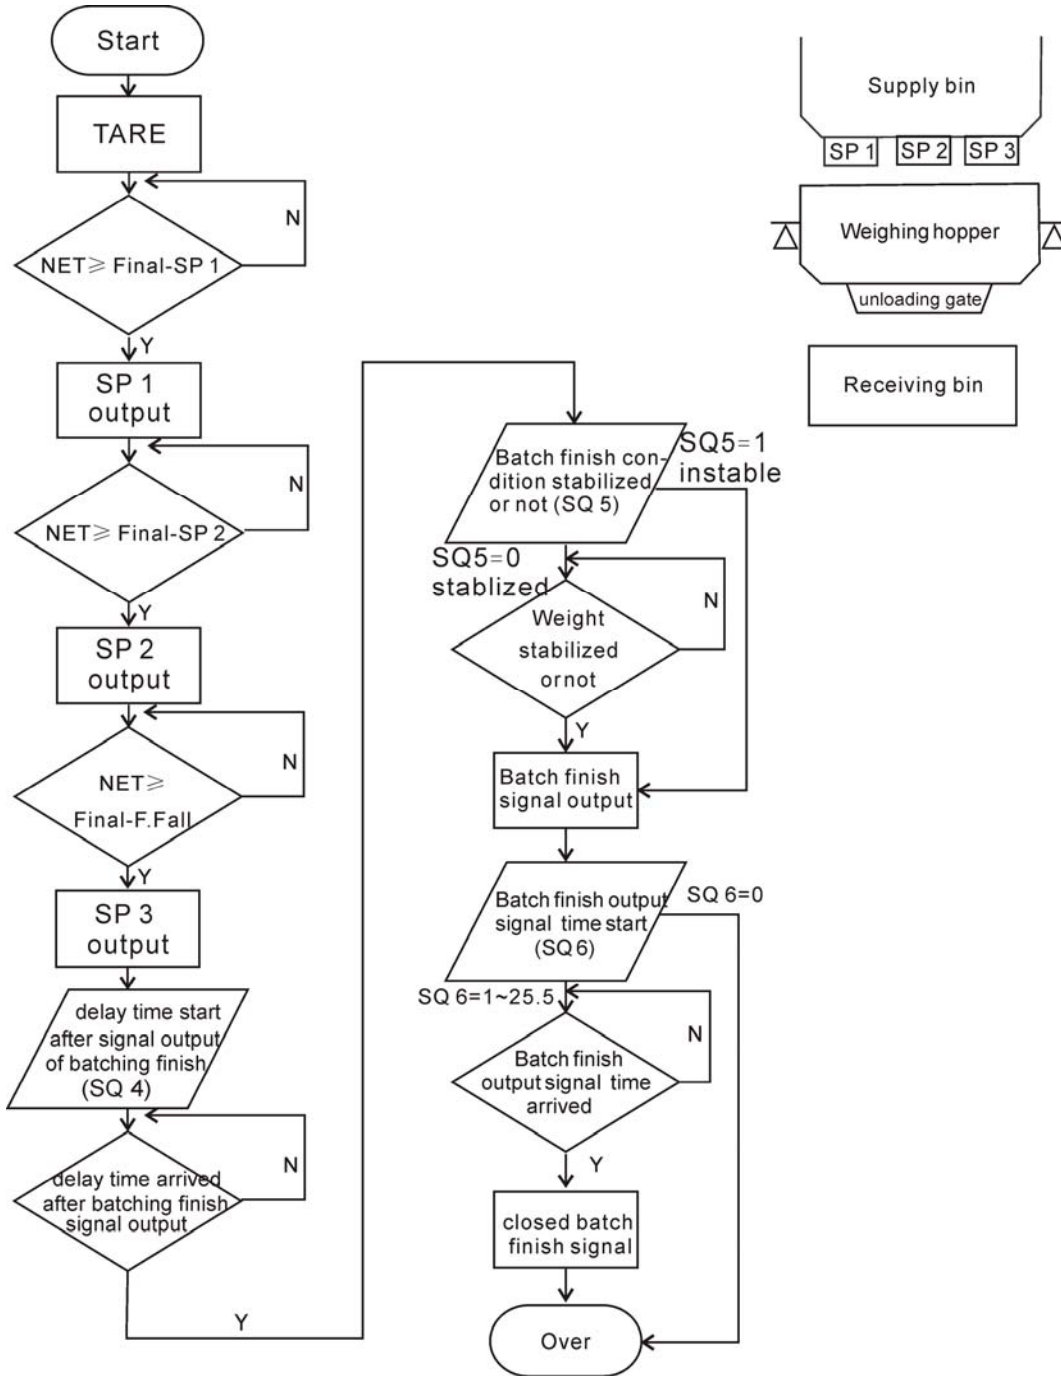 Start
TARE
N
NET≥ Final-SP 1
Y
SP 1
output
N
NET≥ Final-SP 2
Y
SP 2
output
N
NET≥
Final-F.Fall
Y
SP 3
output
delay time start
after signal output
of batching finish
(SQ 4)
N
delay time arrived
after batching finish
signal output
Y
Batch finish con-
dition stabilized
or not (SQ 5)
SQ5=1
instable
SQ5=0
stablized
N
Weight
stabilized
ornot
Y
Batch finish
signal output
Batch finish output
signal time start
(SQ 6)
SQ 6=0
SQ 6=1~25.5
N
Batch finish
output signal time
arrived
Y
closed batch
finish signal
Over
Supply bin
SP 1 SP 2 SP 3
Weighing hopper
unloading gate
Receiving bin